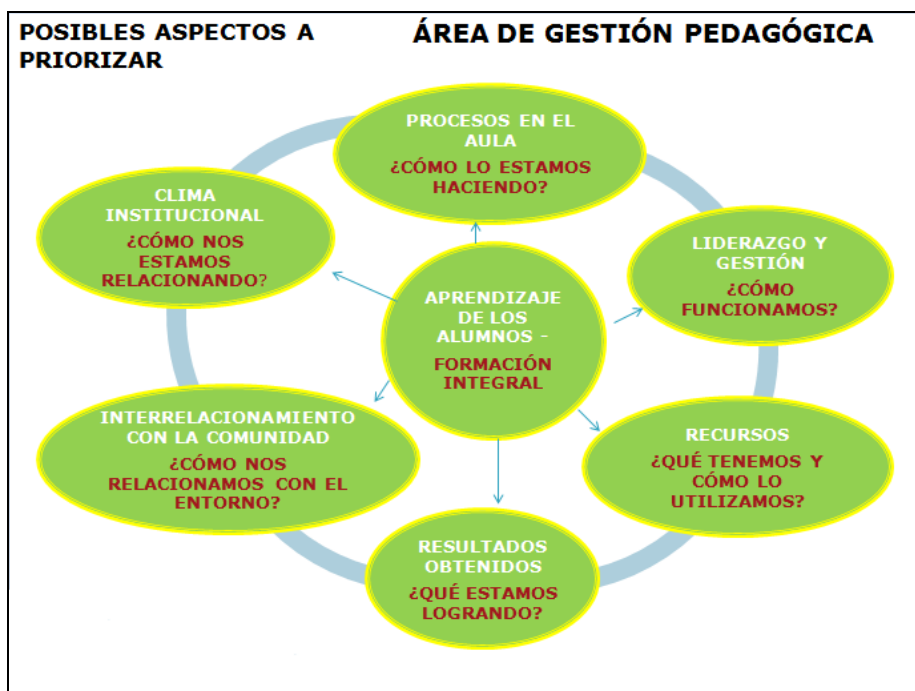 POSIBLES ASPECTOS A
PRIORIZAR
ÁREA DE GESTIÓN PEDAGÓGICA
PROCESOS EN EL
AULA
¿CÓMO LO ESTAMOS
HACIENDO?
CLIMA
INSTITUCIONAL
¿CÓMO NOS
ESTAMOS
RELACIONANDO?
LIDERAZGO Y
GESTIÓN
¿CÓMO
FUNCIONAMOS?
APRENDIZAJE
DE LOS
ALUMNOS -
FORMACIÓN
INTEGRAL
INTERRELACIONAMIENTO
CON LA COMUNIDAD
¿CÓMO NOS
RELACIONAMOS CON EL
ENTORNO?
RECURSOS
¿QUÉ TENEMOS Y
CÓMO LO
UTILIZAMOS?
RESULTADOS
OBTENIDOS
¿QUÉ ESTAMOS
LOGRANDO?